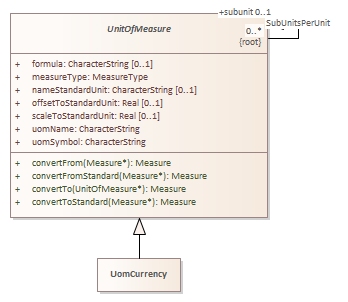 +subunit 0..1
UnitOfMeasure
SubUnitsPerUnit
0..*
{root}
+ formula: CharacterString [0..1]
+ measureType: MeasureType
+ nameStandardUnit: CharacterString [0..1]
+ offsetToStandardUnit: Real [0..1]
+ scaleToStandardUnit: Real [0..1]
+ uomName: CharacterString
+ uomSymbol: CharacterString
+ convertFrom(Measure*): Measure
+ convertFromStandard(Measure*): Measure
+ convertTo(UnitOfMeasure*): Measure
+ convertToStandard(Measure*): Measure
UomCurrency